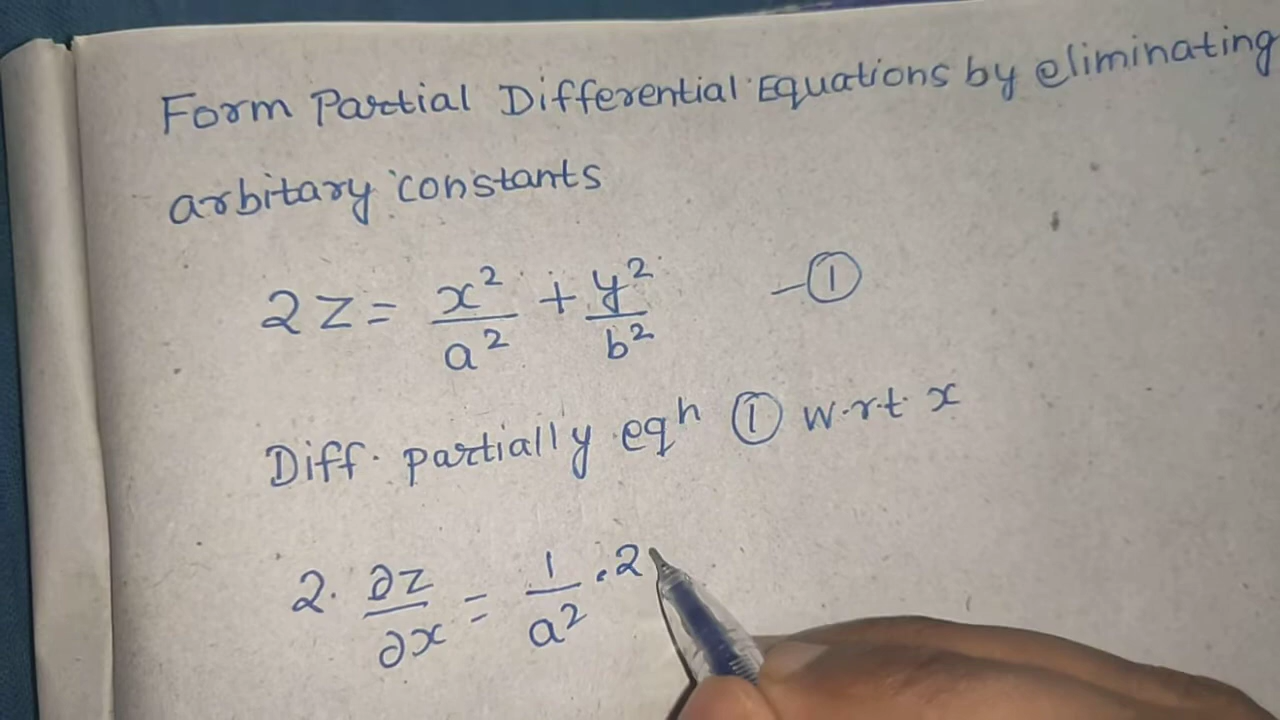 Form Partial Differential Equations by eliminating
arbitary constants
2z = x²/a² + y²/b² —①
Diff. partially eqⁿ ① w.r.t. x
2. ∂z/∂x = 1/a² . 2